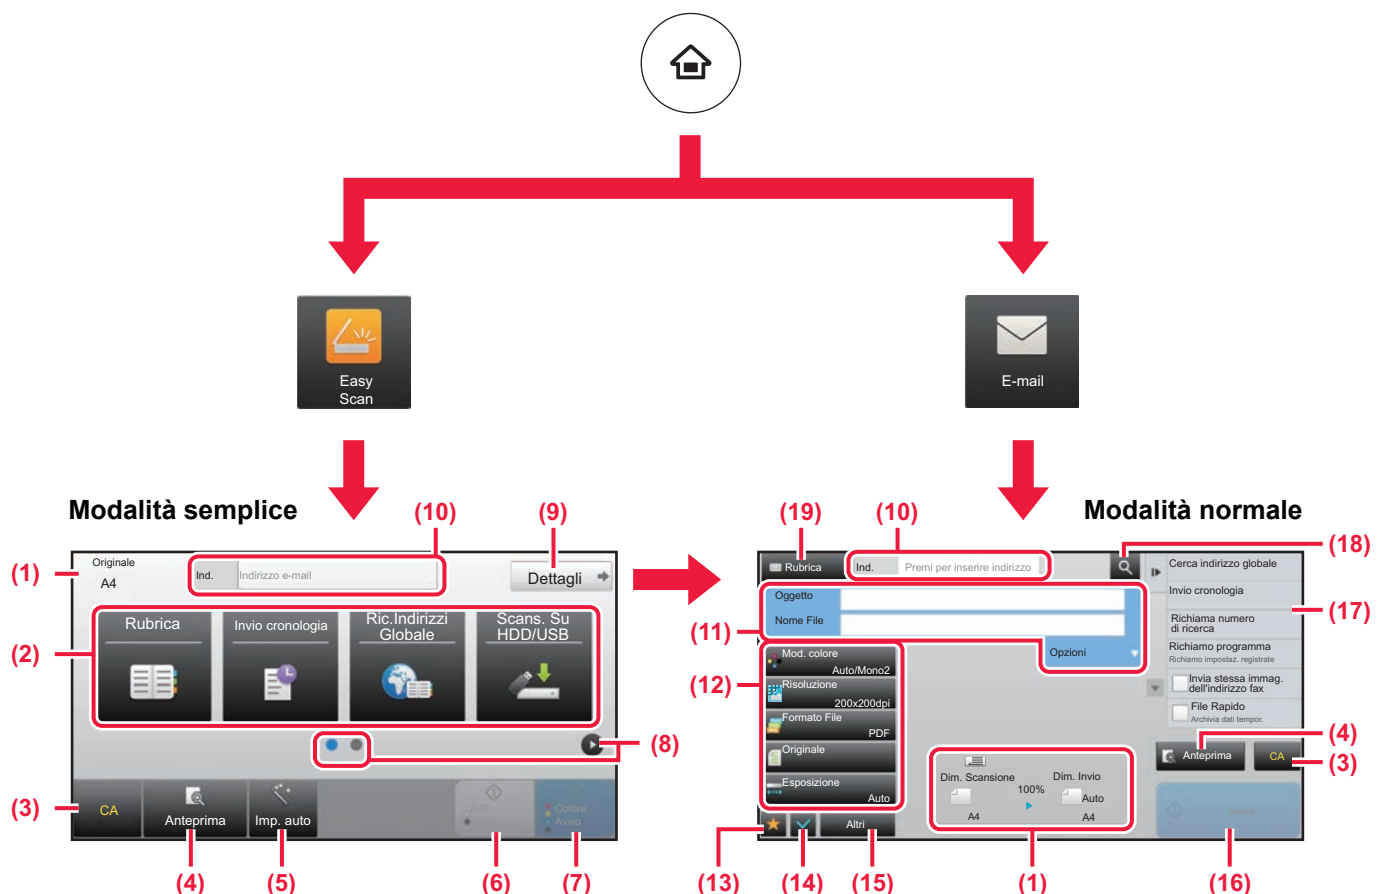 Easy
Scan
E-mail
Modalità semplice
Modalità normale
(10)
(9)
(19)
(10)
(18)
(1)
Originale
A4
Ind.
Indirizzo e-mail
Dettagli
(2)
Rubrica
Invio cronologia
Ric.Indirizzi
Globale
Scans. Su
HDD/USB
(8)
(3)
CA
Anteprima
Imp. auto
B/N
Colore
Avvio
(4)
(5)
(6)
(7)
Rubrica
Ind.
Premi per inserire indirizzo
Cerca indirizzo globale
Invio cronologia
Richiama numero
di ricerca
Richiamo programma
Richiamo impostaz. registrate
Invia stessa immag.
dell'indirizzo fax
File Rapido
Archivia dati tempor.
(17)
(11)
Oggetto
Nome File
Opzioni
(12)
Mod. colore
Auto/Mono2
Risoluzione
200x200dpi
Formato File
PDF
Originale
Esposizione
Auto
Dim. Scansione
100%
Dim. Invio
Auto
A4
A4
(4)
Anteprima
CA
(3)
Altri
Avvio
(13)
(14)
(15)
(1)
(16)